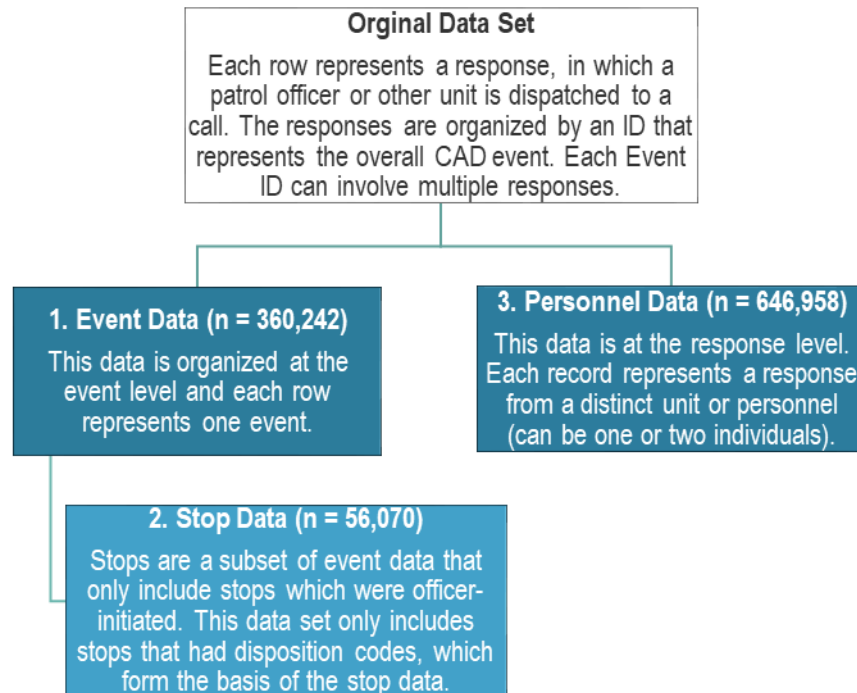 Orginal Data Set
Each row represents a response, in which a
patrol officer or other unit is dispatched to a
call. The responses are organized by an ID that
represents the overall CAD event. Each Event
ID can involve multiple responses.
1. Event Data (n = 360,242)
This data is organized at the
event level and each row
represents one event.
3. Personnel Data (n = 646,958)
This data is at the response level.
Each record represents a response
from a distinct unit or personnel
(can be one or two individuals).
2. Stop Data (n = 56,070)
Stops are a subset of event data that
only include stops which were officer-
initiated. This data set only includes
stops that had disposition codes, which
form the basis of the stop data.